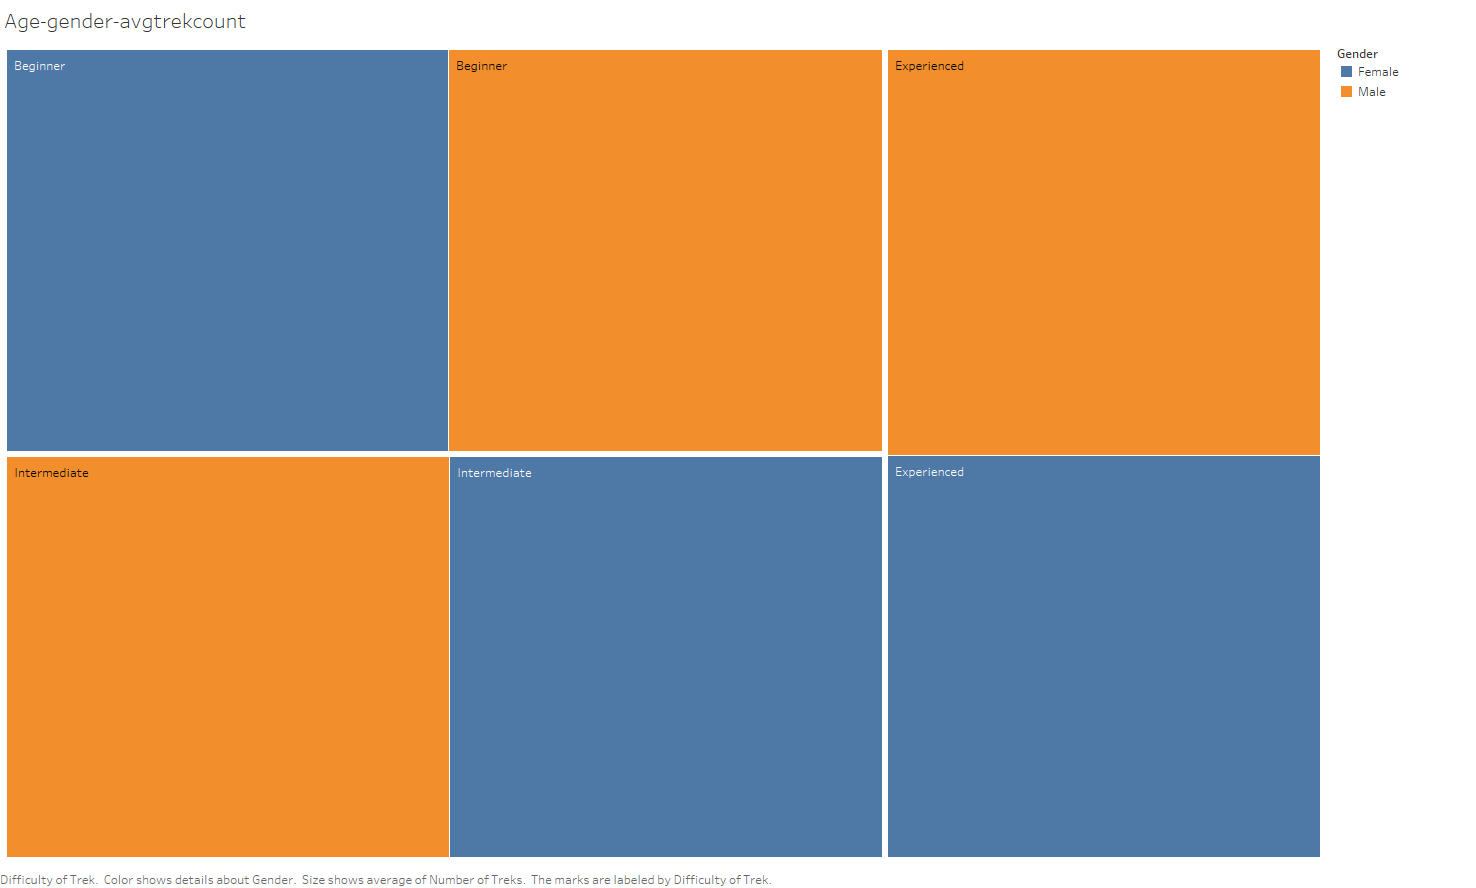 Age-gender-avgtrekcount
Beginner
Beginner
Experienced
Gender
Female
Male
Intermediate
Intermediate
Experienced
Difficulty of Trek.  Color shows details about Gender.  Size shows average of Number of Treks.  The marks are labeled by Difficulty of Trek.